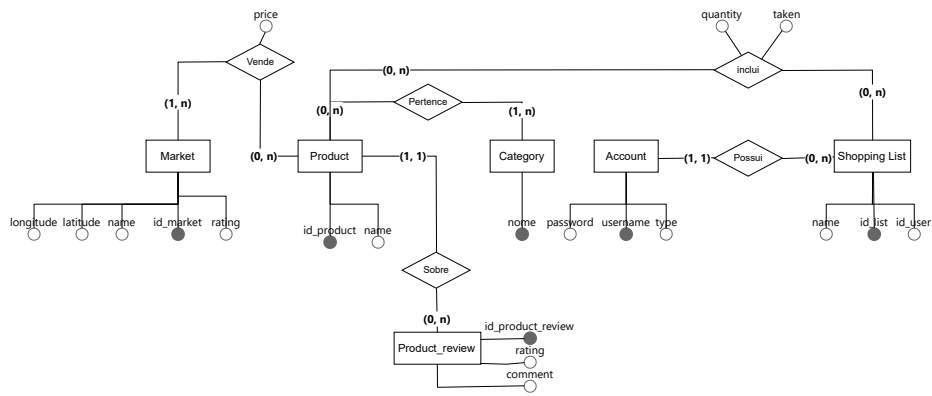 price
quantity
taken
Vende
(0, n)
inclui
(1, n)
(0, n)
Pertence
(1, n)
(0, n)
Market
(0, n)
Product
(1, 1)
Category
Account
(1, 1)
Possui
(0, n)
Shopping List
longitude
latitude
name
id_market
rating
id_product
name
nome
password
username
type
name
id_list
id_user
Sobre
(0, n)
id_product_review
Product_review
rating
comment